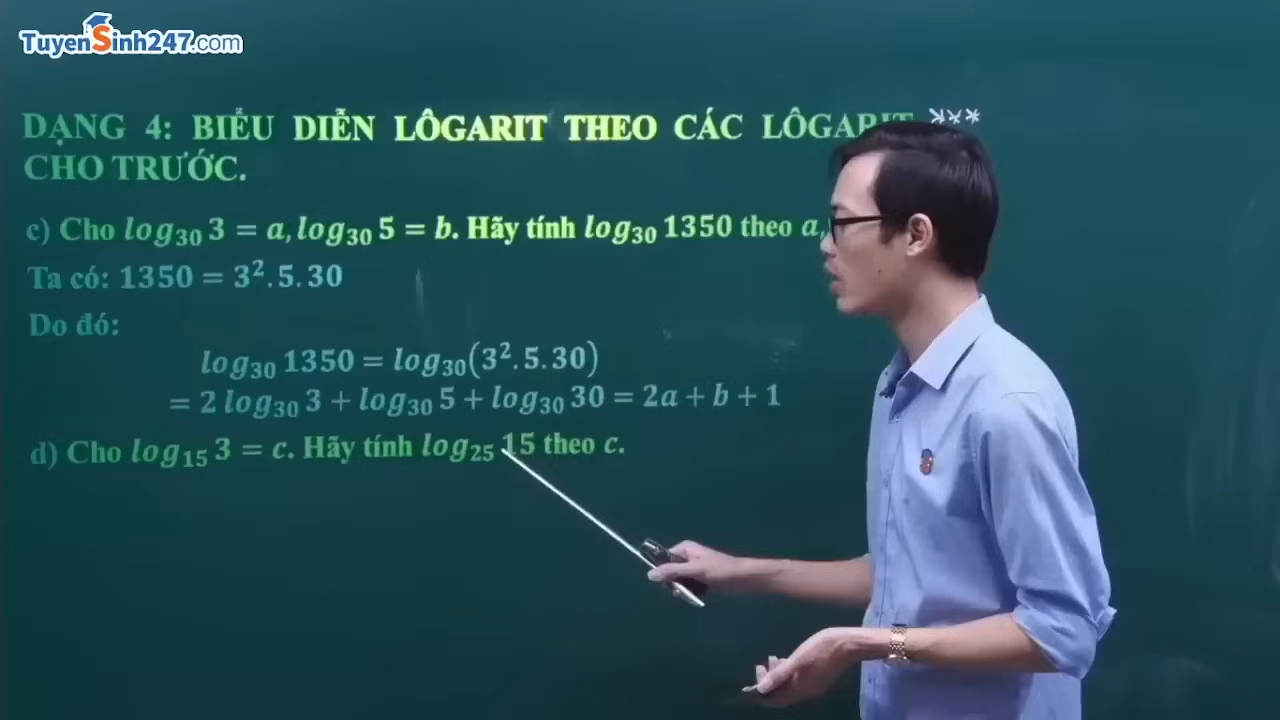 TuyenSinh247.com
DẠNG 4: BIỂU DIỄN LÔGARIT THEO CÁC LÔGARIT ***
CHO TRƯỚC.
c) Cho log₃₀ 3 = a, log₃₀ 5 = b. Hãy tính log₃₀ 1350 theo a,
Ta có: 1350 = 3².5.30
Do đó:
log₃₀ 1350 = log₃₀(3².5.30)
= 2 log₃₀ 3 + log₃₀ 5 + log₃₀ 30 = 2a + b + 1
d) Cho log₁₅ 3 = c. Hãy tính log₂₅ 15 theo c.